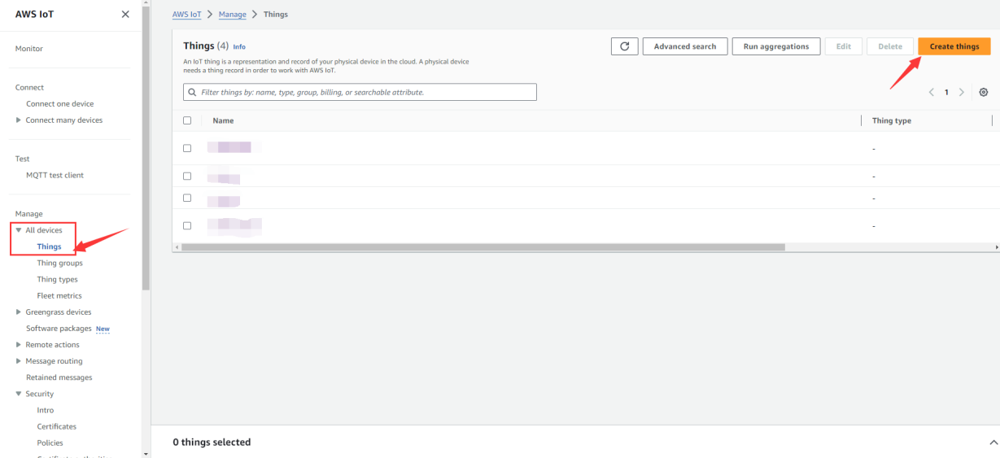 AWS IoT
Monitor
Connect
Connect one device
Connect many devices
Test
MQTT test client
Manage
All devices
Things
Thing groups
Thing types
Fleet metrics
Greengrass devices
Software packages New
Remote actions
Message routing
Retained messages
Security
Intro
Certificates
Policies
AWS IoT > Manage > Things
Things (4) Info
Advanced search
Run aggregations
Edit
Delete
Create things
An IoT thing is a representation and record of your physical device in the cloud. A physical device
needs a thing record in order to work with AWS IoT.
Filter things by: name, type, group, billing, or searchable attribute.
1
Name
Thing type
-
-
-
-
0 things selected